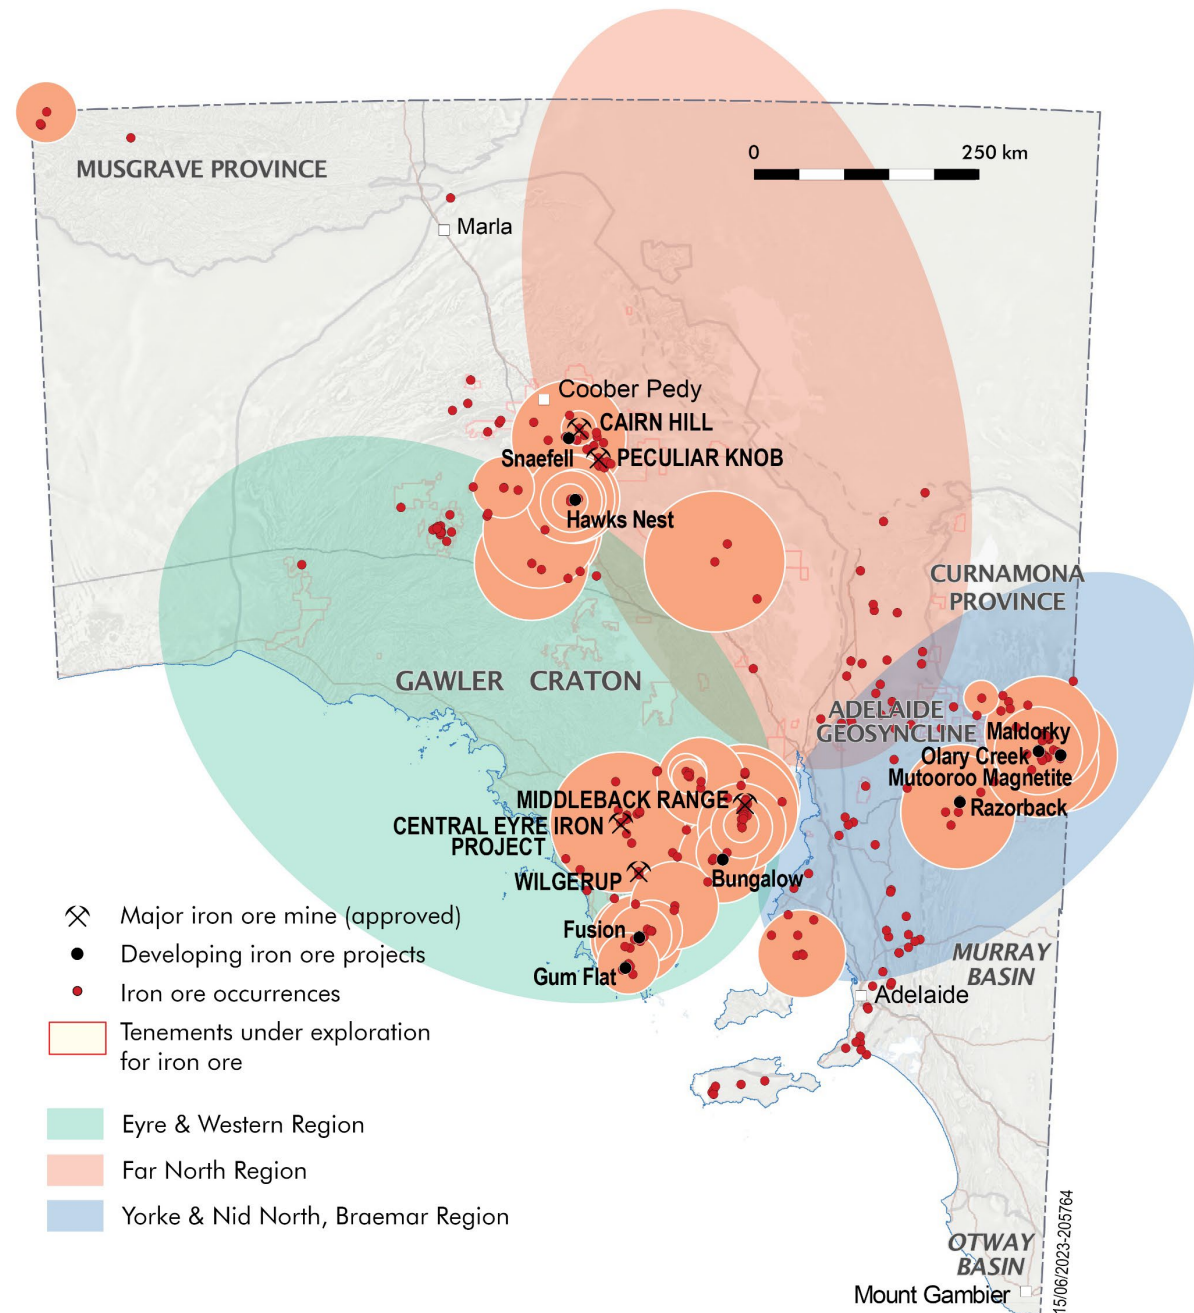 MUSGRAVE PROVINCE
0 250 km
Marla
Coober Pedy
CAIRN HILL
Snaefell
PECULIAR KNOB
Hawks Nest
CURNAMONA
PROVINCE
GAWLER CRATON
ADELAIDE
GEOSYNCLINE
Maldorky
Olary Creek
Mutooroo Magnetite
Razorback
MIDDLEBACK RANGE
CENTRAL EYRE IRON
PROJECT
WILGERUP
Bungalow
Fusion
Gum Flat
MURRAY
BASIN
Adelaide
Major iron ore mine (approved)
Developing iron ore projects
Iron ore occurrences
Tenements under exploration
for iron ore
Eyre & Western Region
Far North Region
Yorke & Nid North, Braemar Region
OTWAY
BASIN
Mount Gambier
15/06/2023-205764